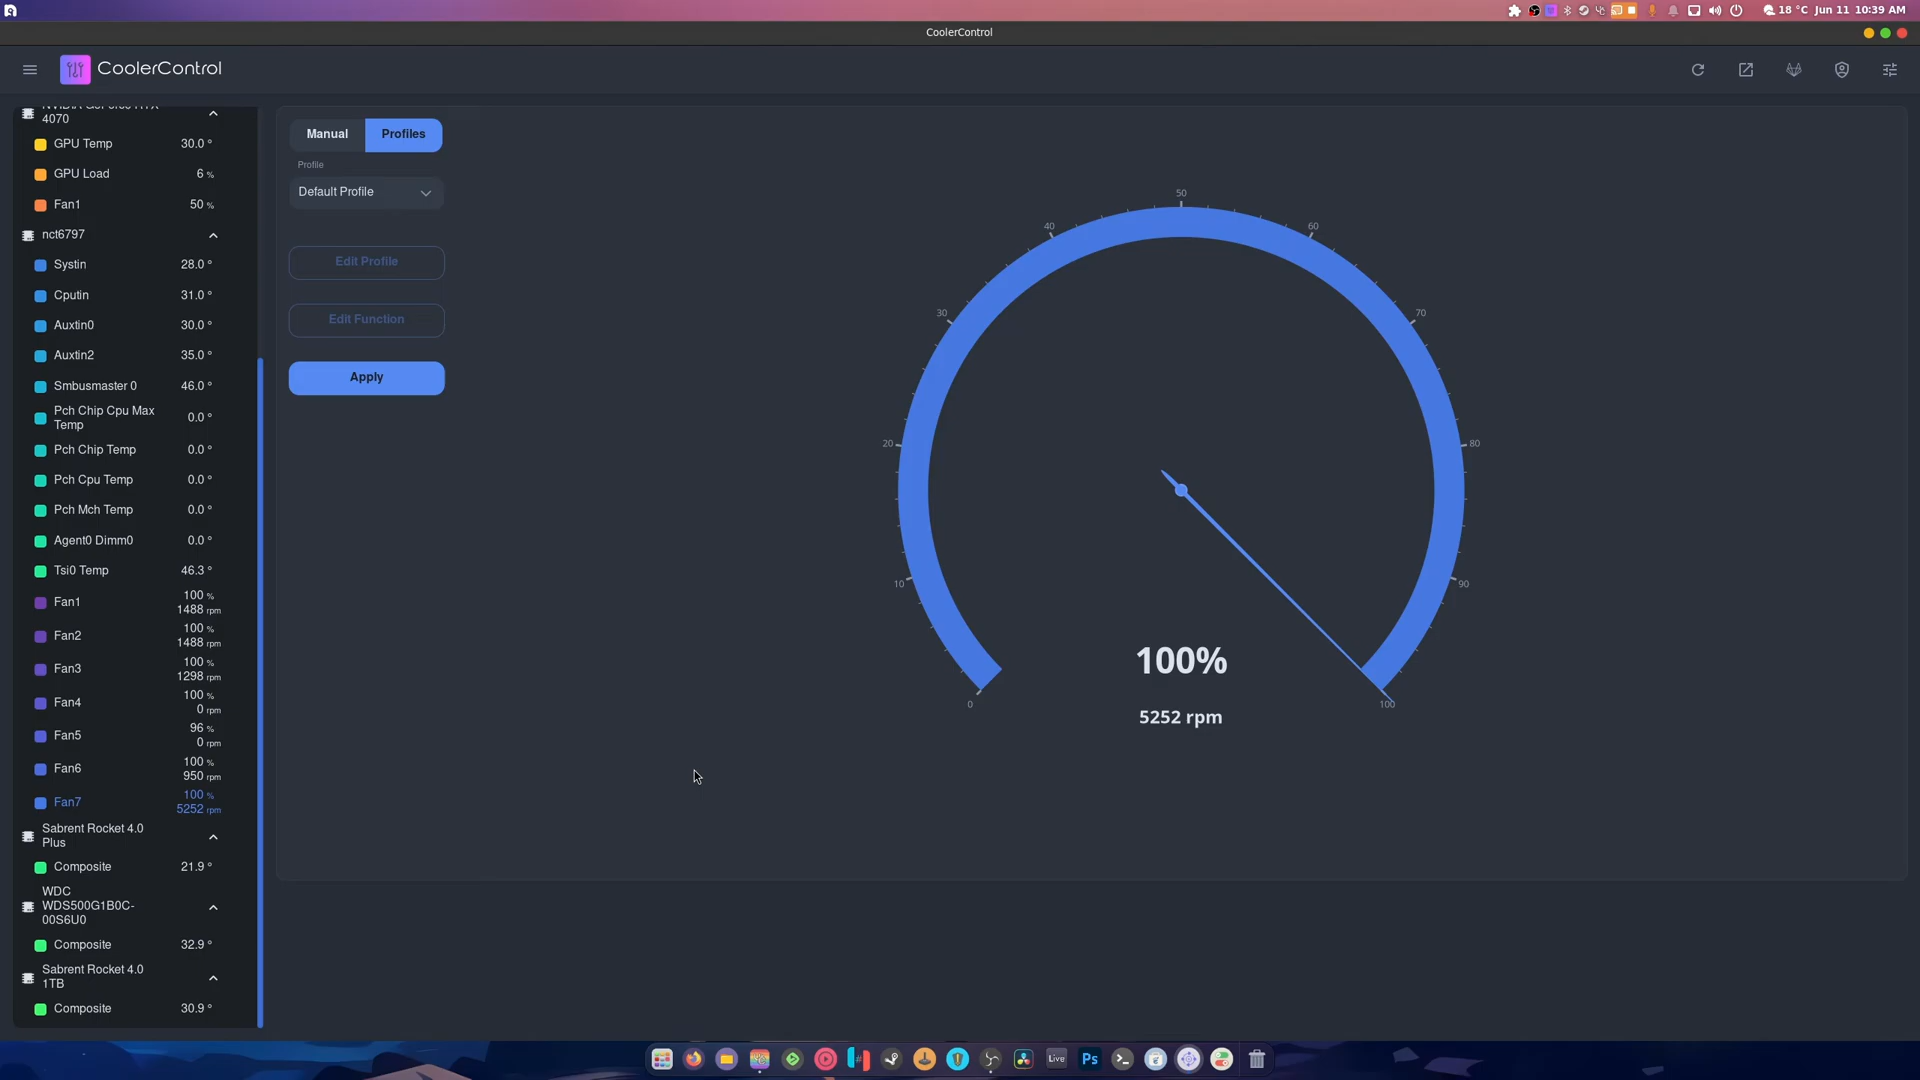 18 °C Jun 11 10:39 AM
CoolerControl
CoolerControl
4070
GPU Temp 30.0 °
GPU Load 6 %
Fan1 50 %
nct6797
Systin 28.0 °
Cputin 31.0 °
Auxtin0 30.0 °
Auxtin2 35.0 °
Smbusmaster 0 46.0 °
Pch Chip Cpu Max
Temp 0.0 °
Pch Chip Temp 0.0 °
Pch Cpu Temp 0.0 °
Pch Mch Temp 0.0 °
Agent0 Dimm0 0.0 °
Tsi0 Temp 46.3 °
Fan1 100 %
1488 rpm
Fan2 100 %
1488 rpm
Fan3 100 %
1298 rpm
Fan4 100 %
0 rpm
Fan5 96 %
0 rpm
Fan6 100 %
950 rpm
Fan7 100 %
5252 rpm
Sabrent Rocket 4.0
Plus
Composite 21.9 °
WDC
WDS500G1B0C-
00S6U0
Composite 32.9 °
Sabrent Rocket 4.0
1TB
Composite 30.9 °
Manual Profiles
Profile
Default Profile
Edit Profile
Edit Function
Apply
0
10
20
30
40
50
60
70
80
90
100
100%
5252 rpm
Live
Ps